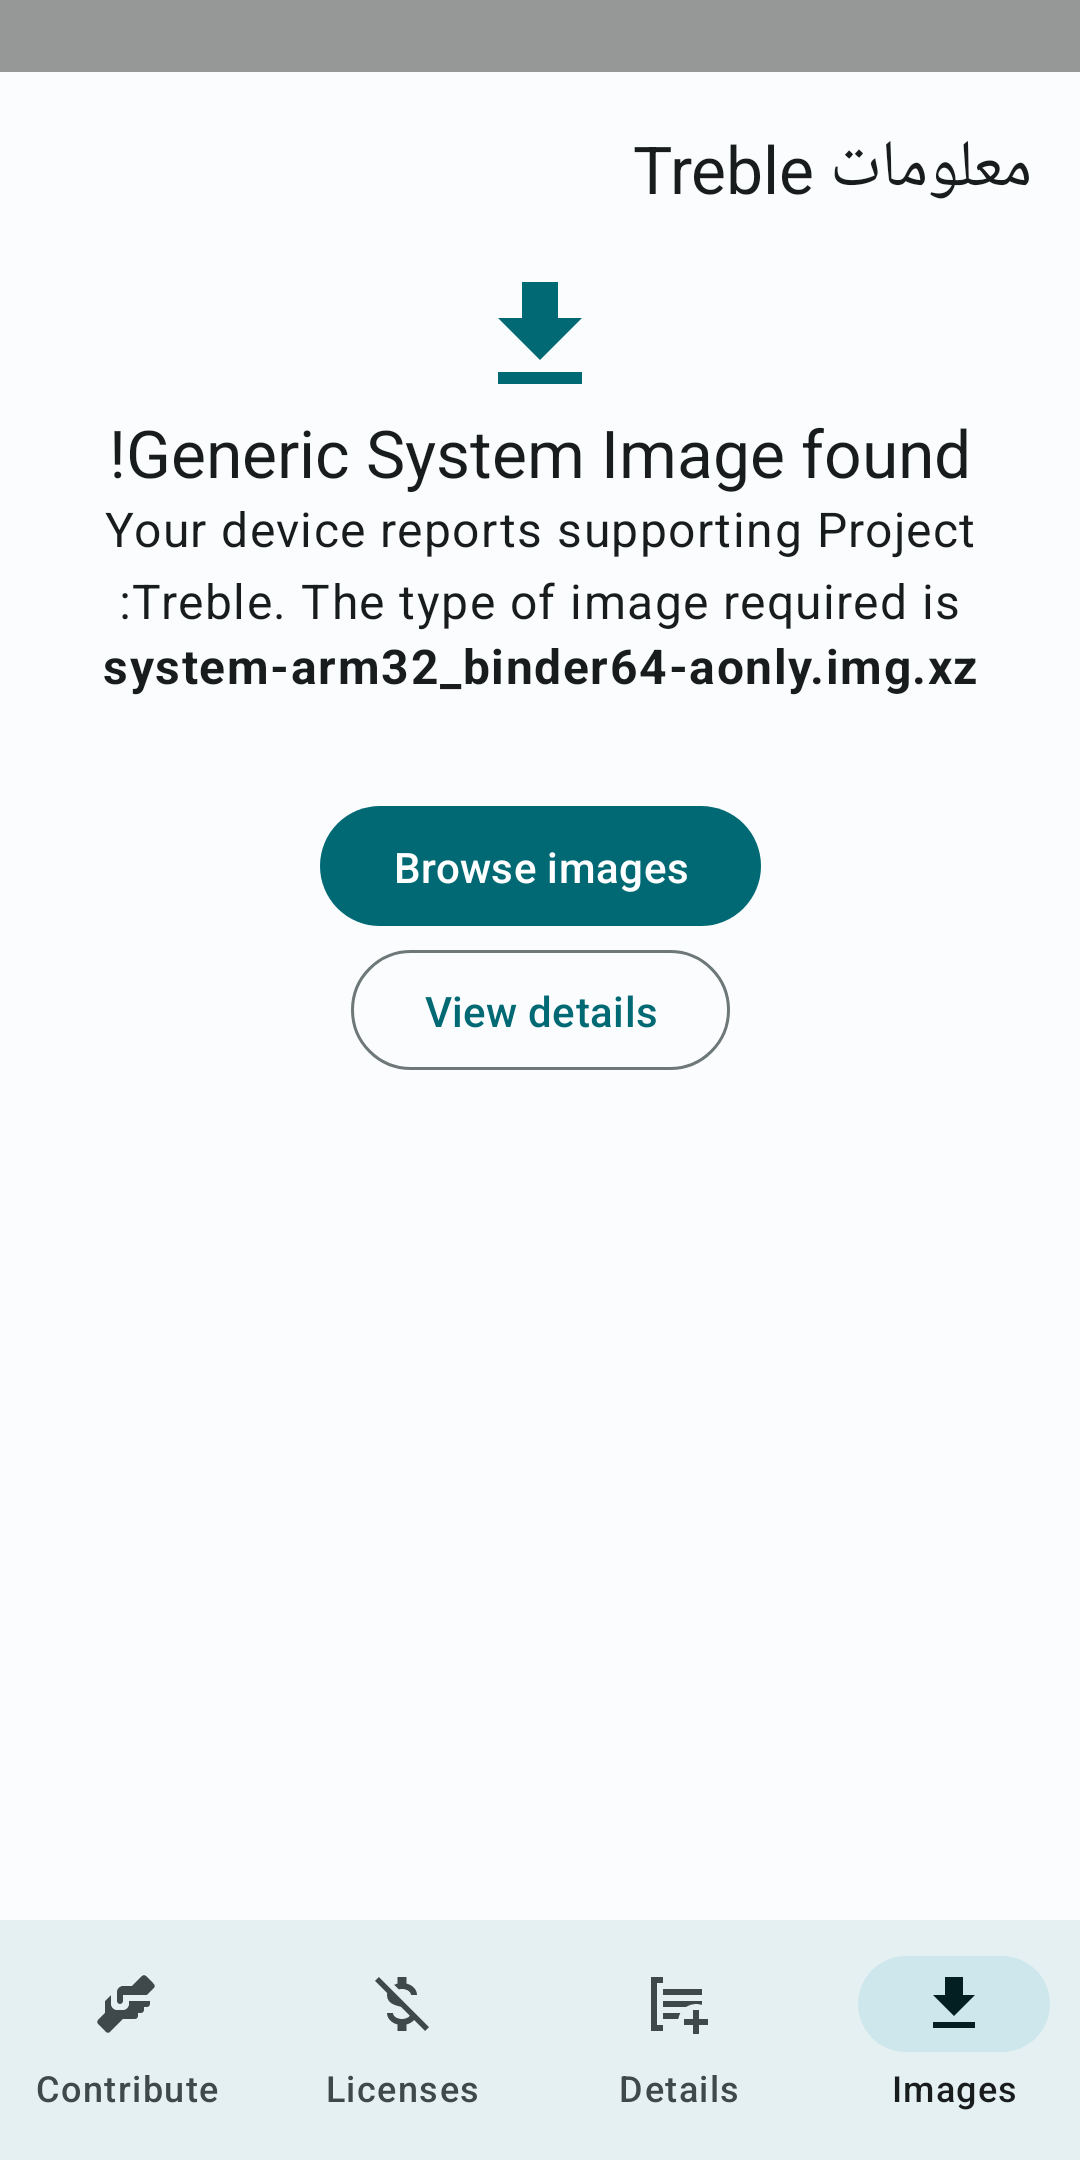 معلومات Treble
!Generic System Image found
Your device reports supporting Project
:Treble. The type of image required is
system-arm32_binder64-aonly.img.xz
Browse images
View details
Contribute
Licenses
Details
Images